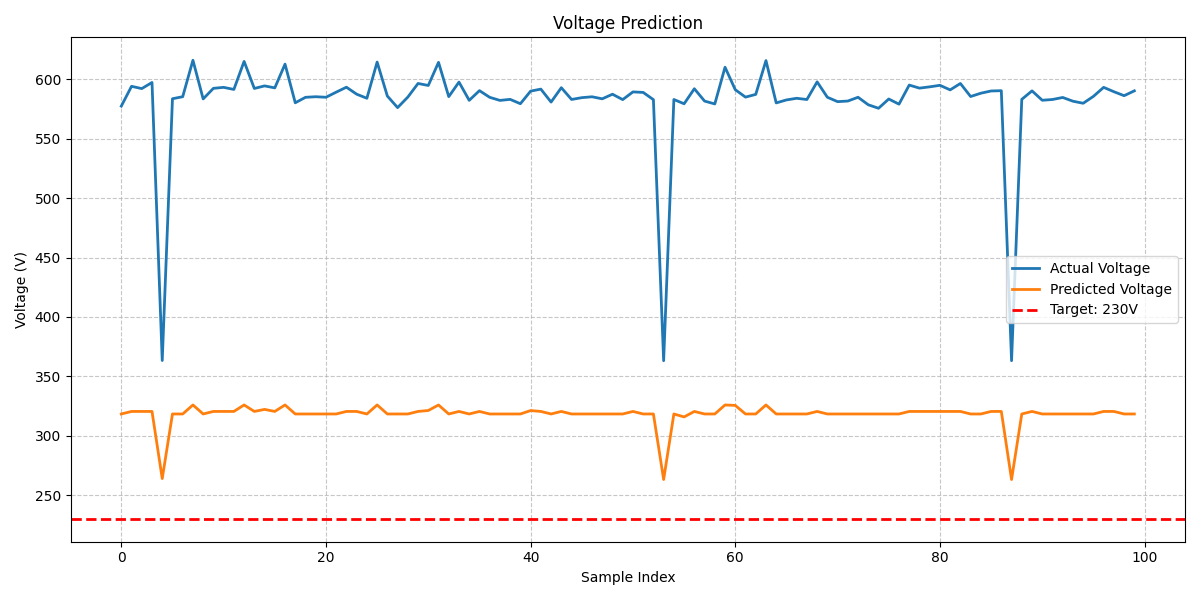 Voltage Prediction
600
550
500
450
400
350
300
250
Voltage (V)
Actual Voltage
Predicted Voltage
Target: 230V
0
20
40
60
80
100
Sample Index